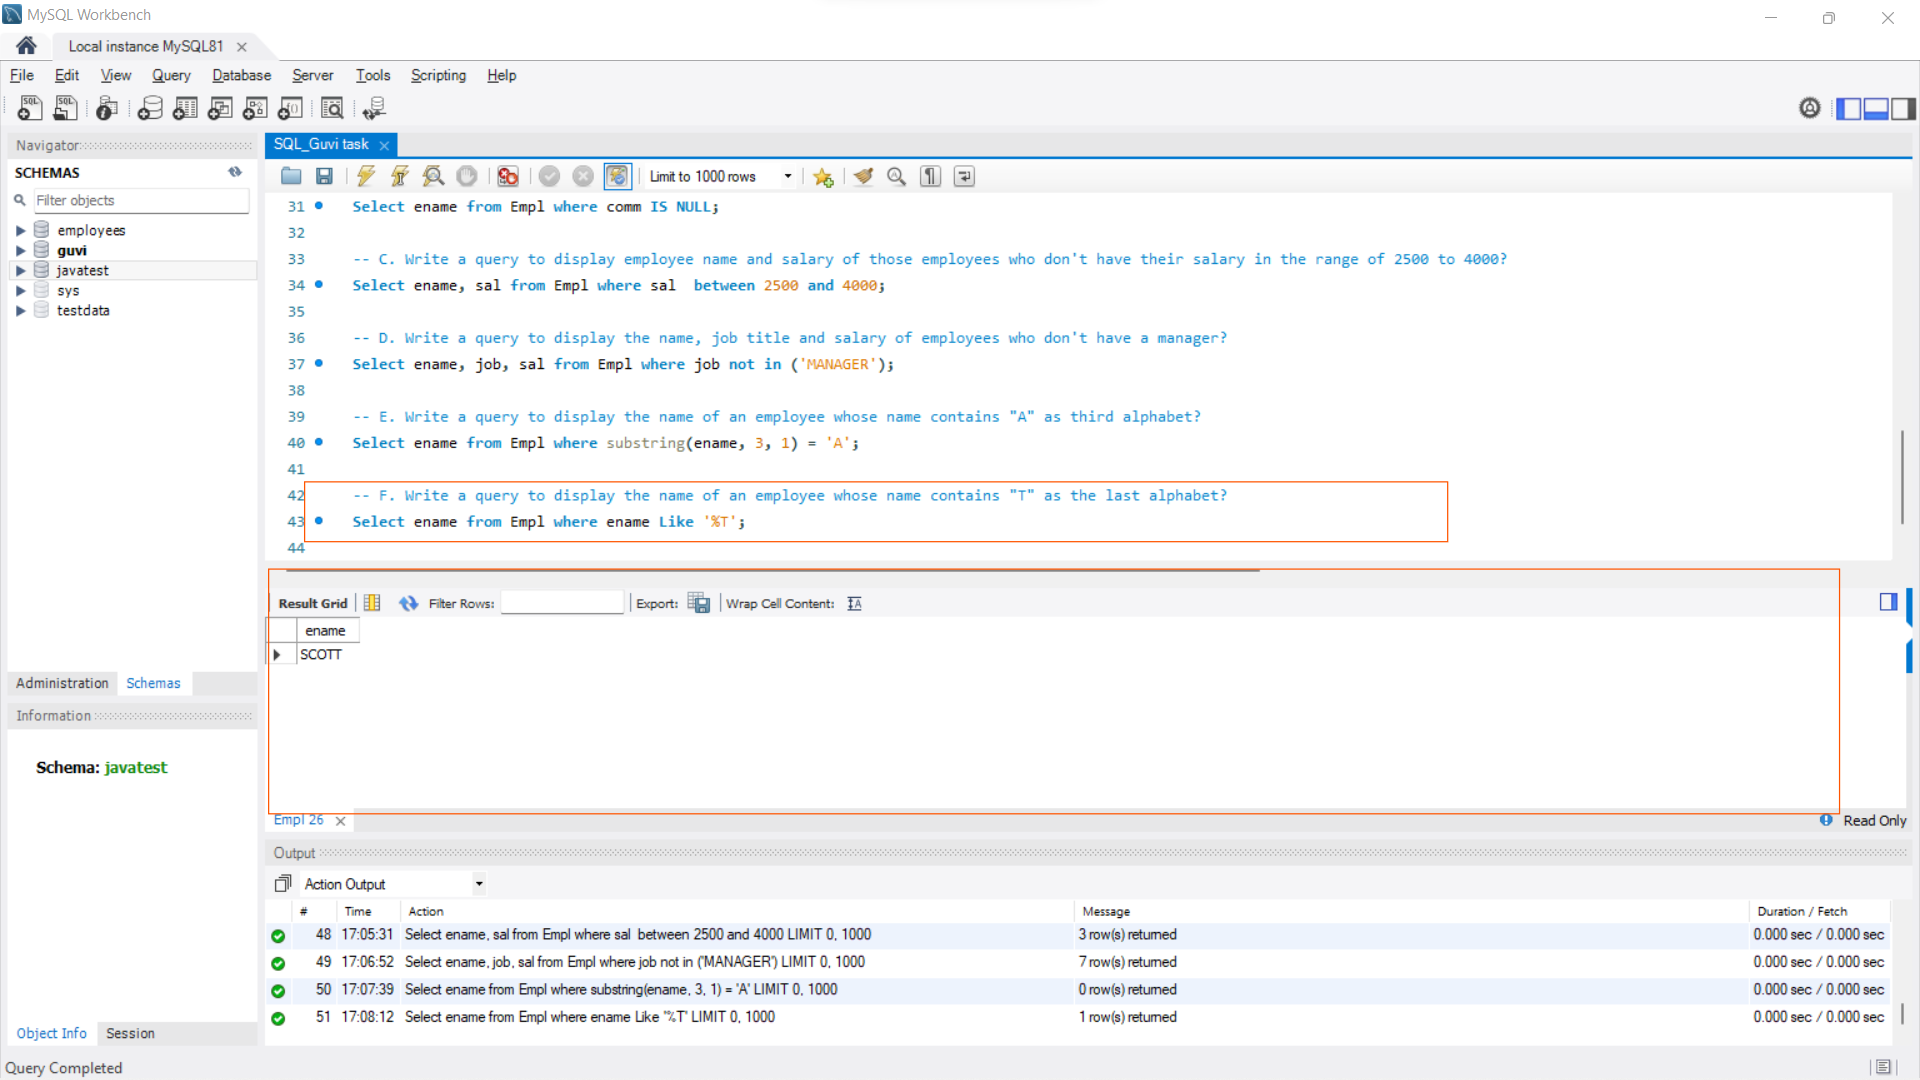 MySQL Workbench
Local instance MySQL81
File Edit View Query Database Server Tools Scripting Help
Navigator
SCHEMAS
Filter objects
employees
guvi
javatest
sys
testdata
Administration Schemas
Information
Schema: javatest
Object Info Session
SQL_Guvi task
Limit to 1000 rows
31 Select ename from Empl where comm IS NULL;
32
33 -- C. Write a query to display employee name and salary of those employees who don't have their salary in the range of 2500 to 4000?
34 Select ename, sal from Empl where sal  between 2500 and 4000;
35
36 -- D. Write a query to display the name, job title and salary of employees who don't have a manager?
37 Select ename, job, sal from Empl where job not in ('MANAGER');
38
39 -- E. Write a query to display the name of an employee whose name contains "A" as third alphabet?
40 Select ename from Empl where substring(ename, 3, 1) = 'A';
41
42 -- F. Write a query to display the name of an employee whose name contains "T" as the last alphabet?
43 Select ename from Empl where ename Like '%T';
44
Result Grid Filter Rows: Export: Wrap Cell Content:
ename
SCOTT
Empl 26 Read Only
Output
Action Output
# Time Action Message Duration / Fetch
48 17:05:31 Select ename, sal from Empl where sal  between 2500 and 4000 LIMIT 0, 1000 3 row(s) returned 0.000 sec / 0.000 sec
49 17:06:52 Select ename, job, sal from Empl where job not in ('MANAGER') LIMIT 0, 1000 7 row(s) returned 0.000 sec / 0.000 sec
50 17:07:39 Select ename from Empl where substring(ename, 3, 1) = 'A' LIMIT 0, 1000 0 row(s) returned 0.000 sec / 0.000 sec
51 17:08:12 Select ename from Empl where ename Like '%T' LIMIT 0, 1000 1 row(s) returned 0.000 sec / 0.000 sec
Query Completed